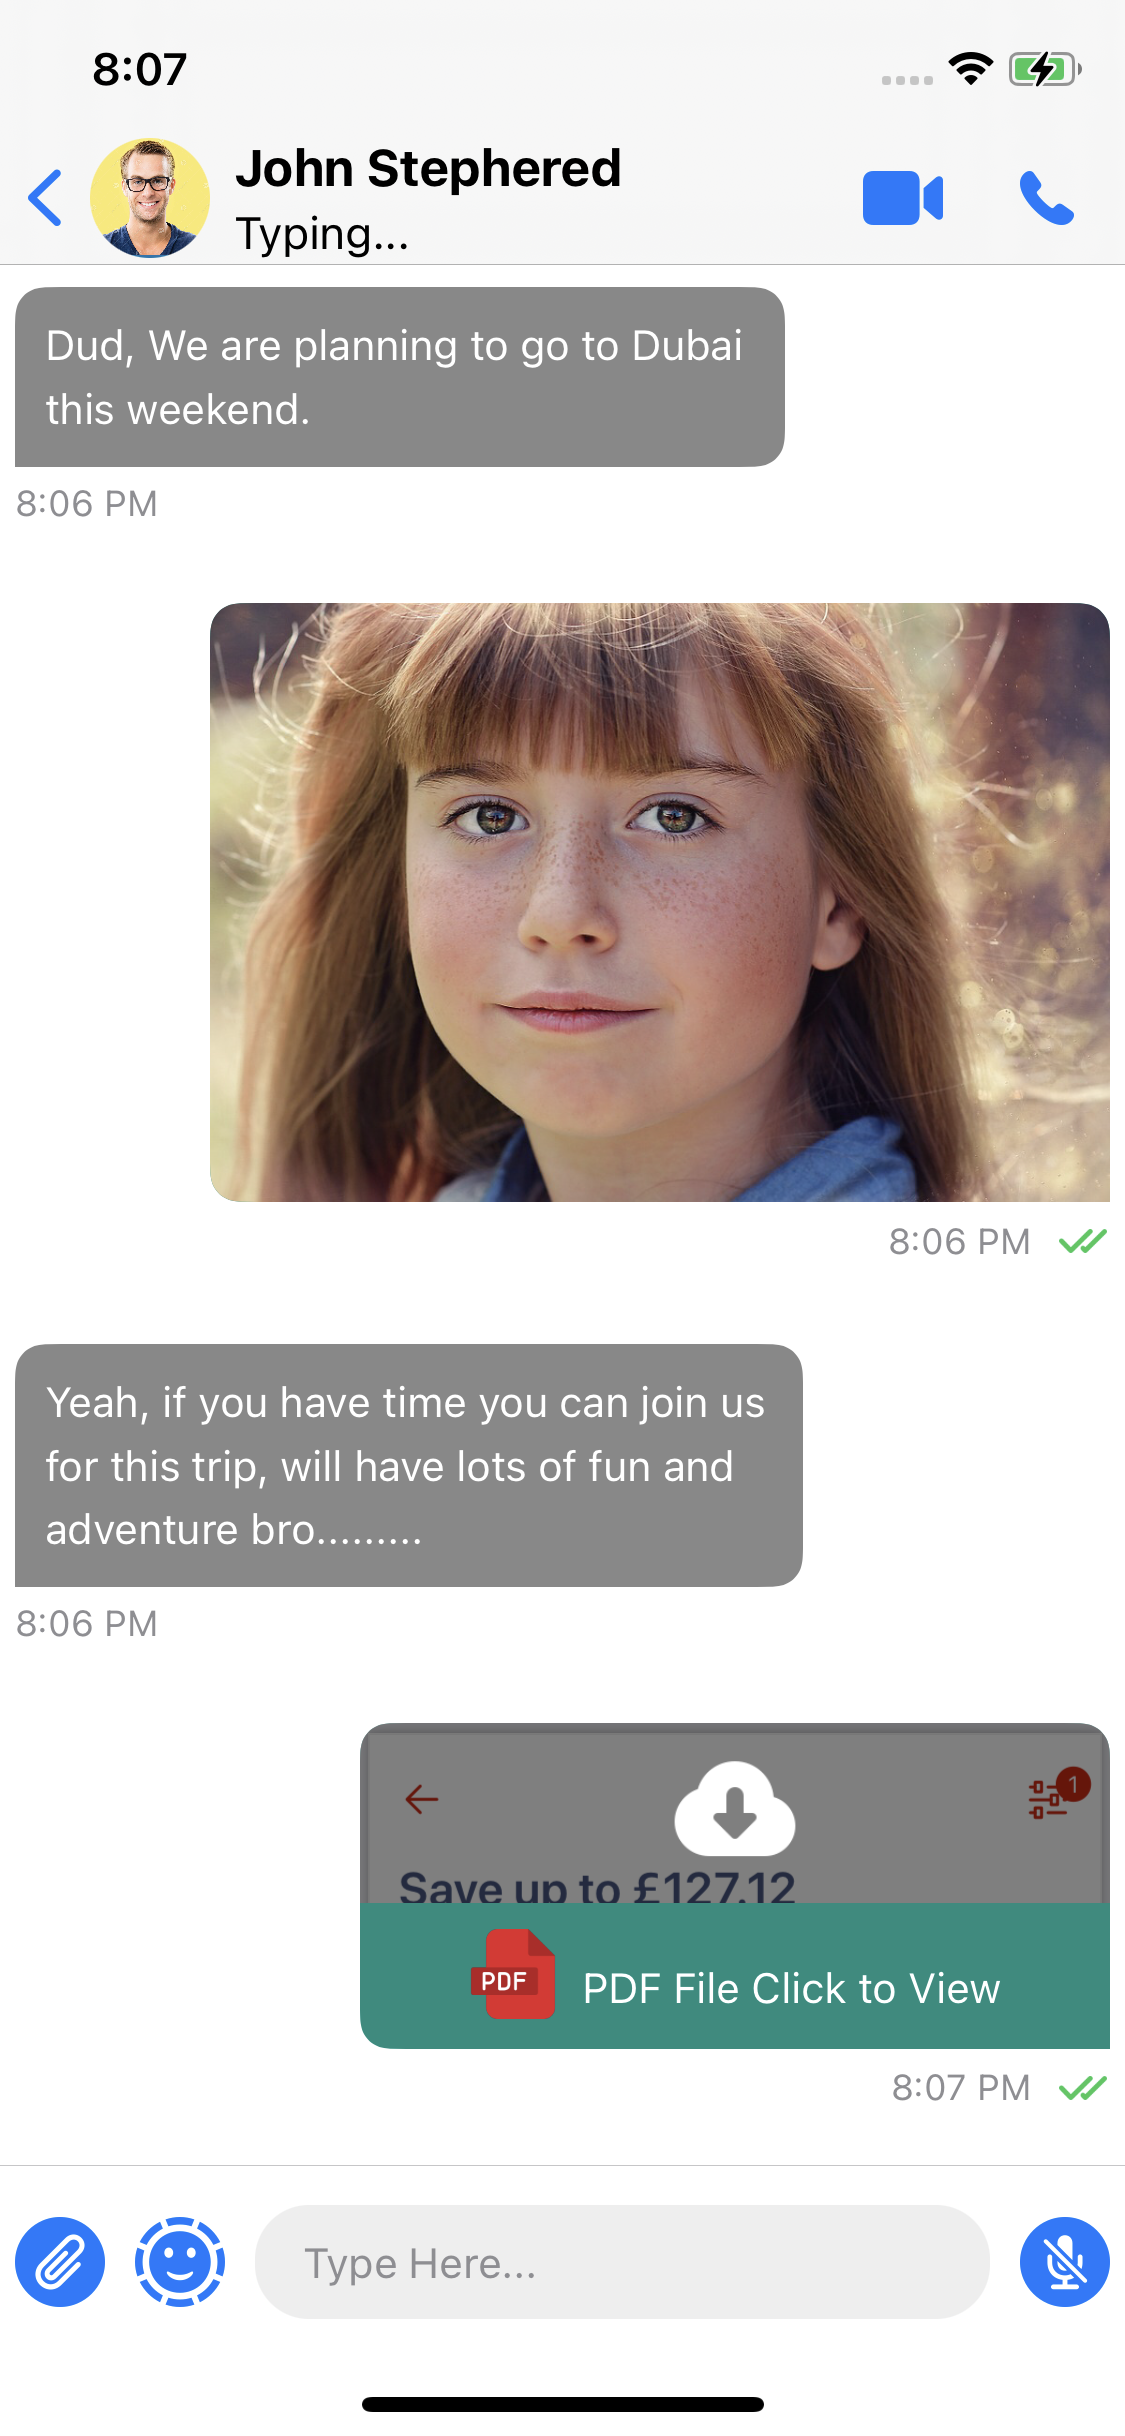 8:07
John Stephered
Typing...
Dud, We are planning to go to Dubai
this weekend.
8:06 PM
8:06 PM
Yeah, if you have time you can join us
for this trip, will have lots of fun and
adventure bro.........
8:06 PM
1
Save up to £127.12
PDF
PDF File Click to View
8:07 PM
Type Here...